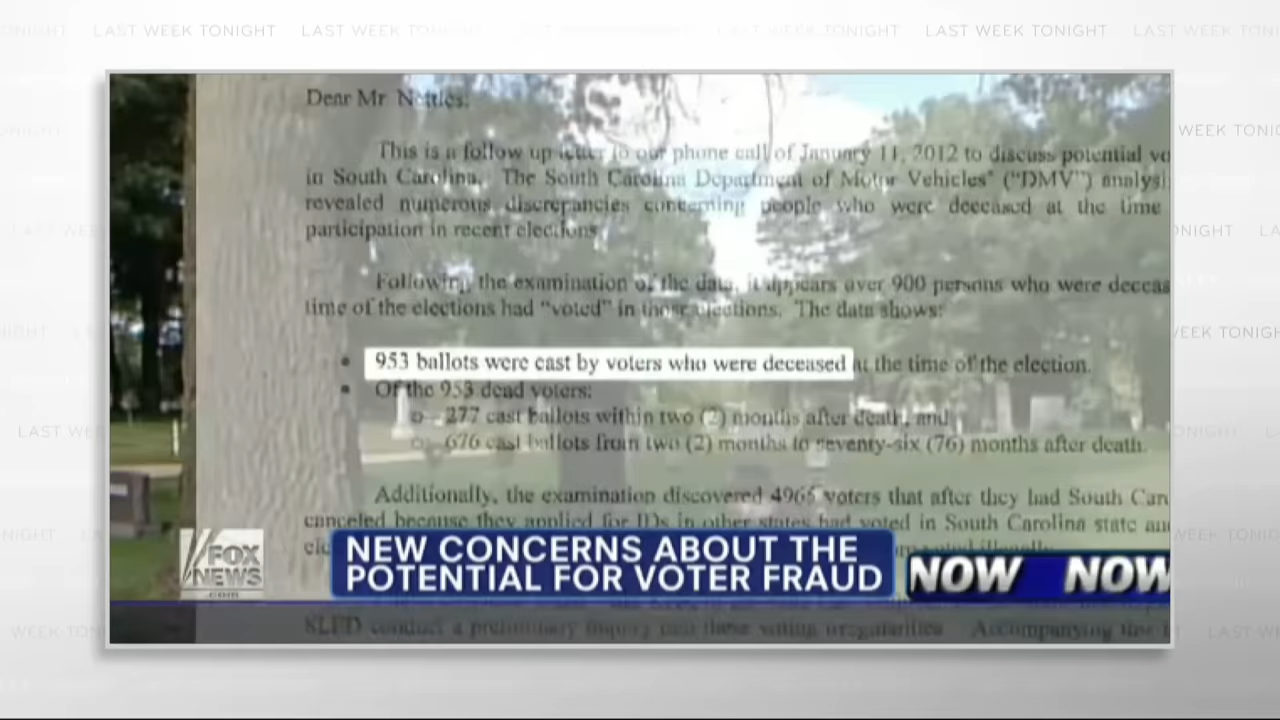 LAST WEEK TONIGHT LAST WEEK TONIGHT
Dear Mr Nettles:
This is a follow up letter to our phone call of January 11, 2012 to discuss potential vo
in South Carolina. The South Carolina Department of Motor Vehicles' ("DMV") analysi
revealed numerous discrepancies concerning people who were deceased at the time
participation in recent elections
Following the examination of the data, it appears over 900 persons who were deceas
time of the elections had "voted" in those elections. The data shows:
• 953 ballots were cast by voters who were deceased at the time of the election.
• Of the 953 dead voters:
o 277 cast ballots within two (2) months after death, and
o 676 cast ballots from two (2) months to seventy-six (76) months after death.
Additionally, the examination discovered 4965 voters that after they had South Car
canceled because they applied for IDs in other states had voted in South Carolina state an
FOX
NEWS
.com
NEW CONCERNS ABOUT THE
POTENTIAL FOR VOTER FRAUD
NOW NOW
SLED conduct a preliminary inquiry into these voting irregularities Accompanying